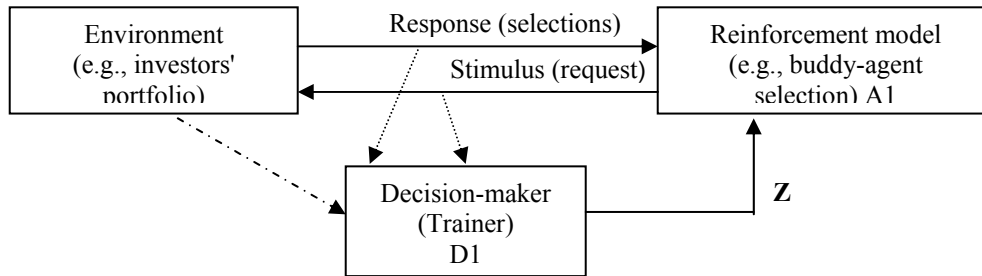 Environment
(e.g., investors'
portfolio)
Response (selections)
Stimulus (request)
Reinforcement model
(e.g., buddy-agent
selection) A1
Decision-maker
(Trainer)
D1
Z